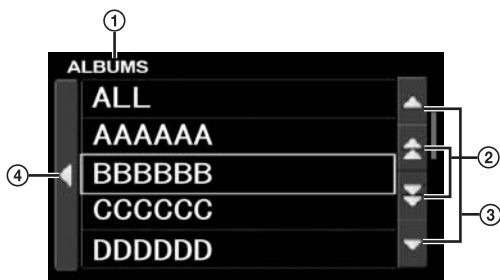 ①
ALBUMS
ALL
AAAAAA
BBBBBB
CCCCCC
DDDDDD
②
③
④